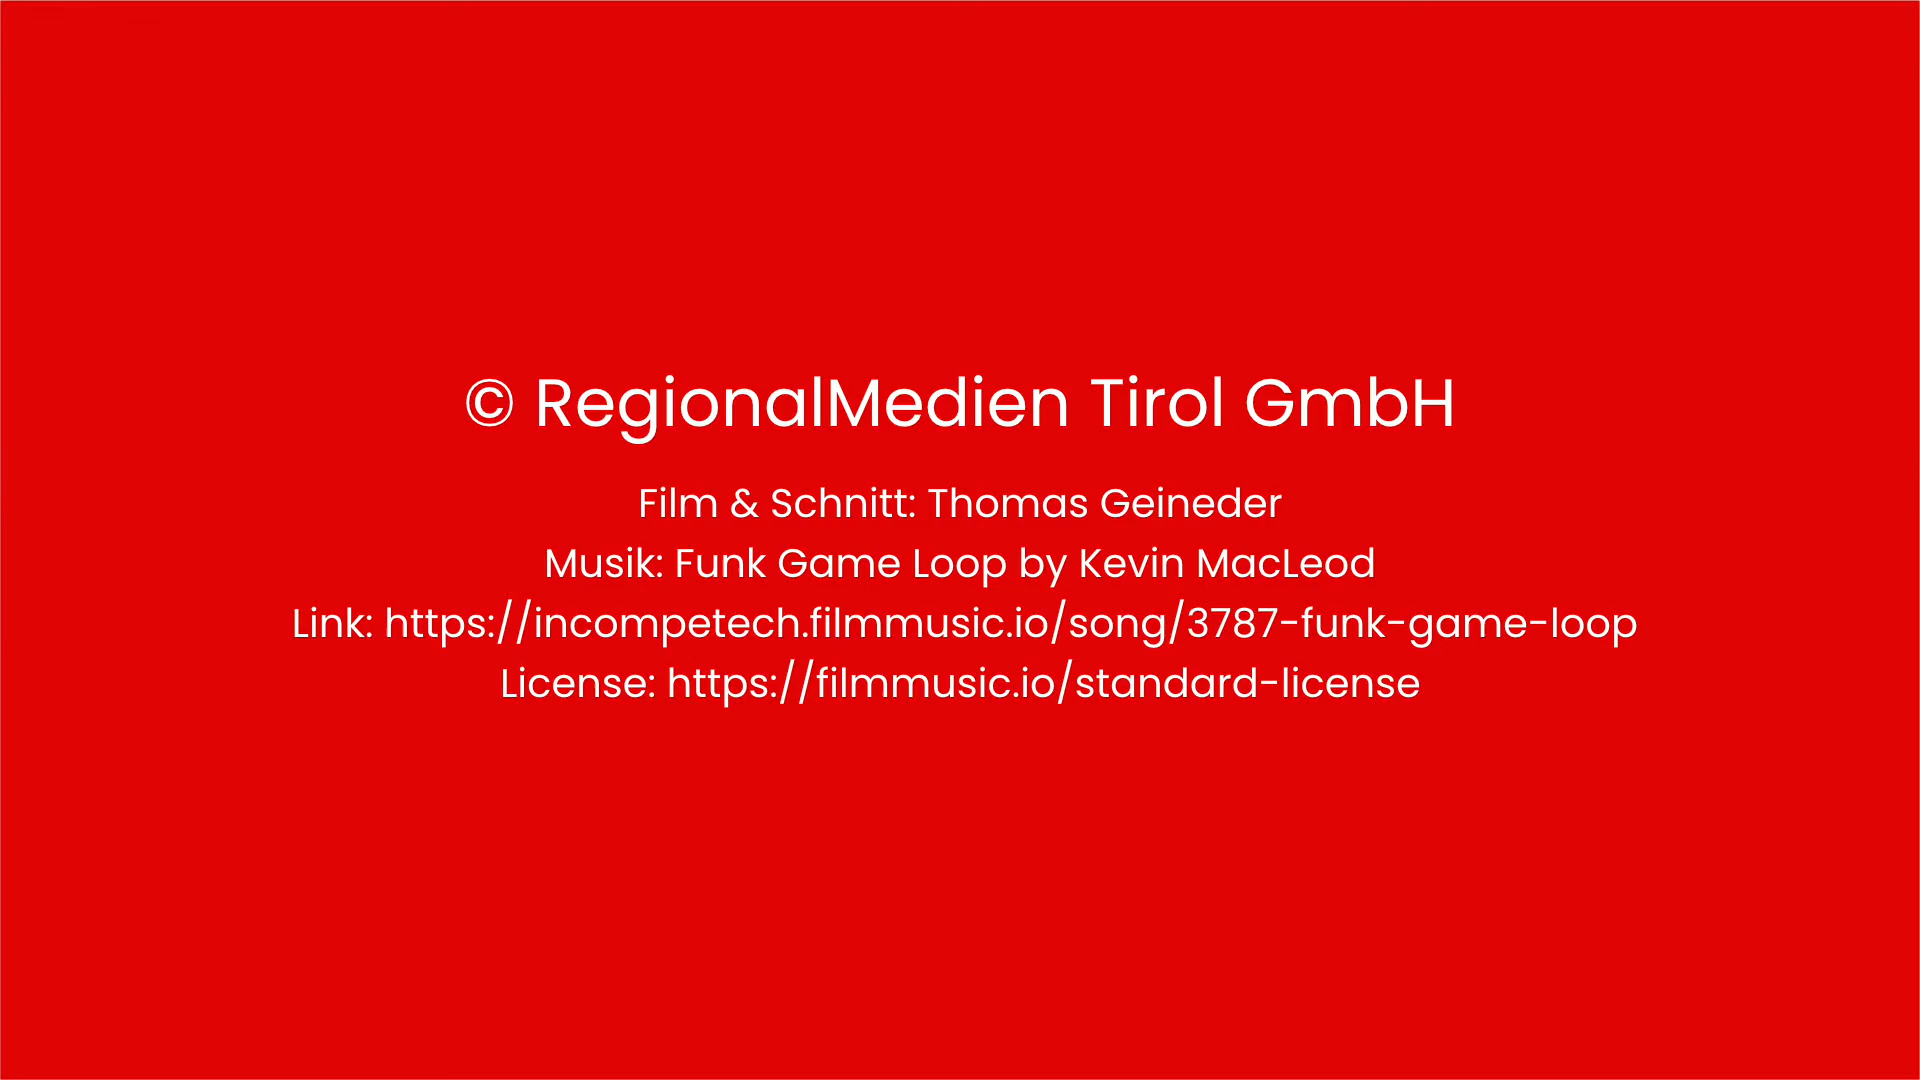 © RegionalMedien Tirol GmbH
Film & Schnitt: Thomas Geineder
Musik: Funk Game Loop by Kevin MacLeod
Link: https://incompetech.filmmusic.io/song/3787-funk-game-loop
License: https://filmmusic.io/standard-license